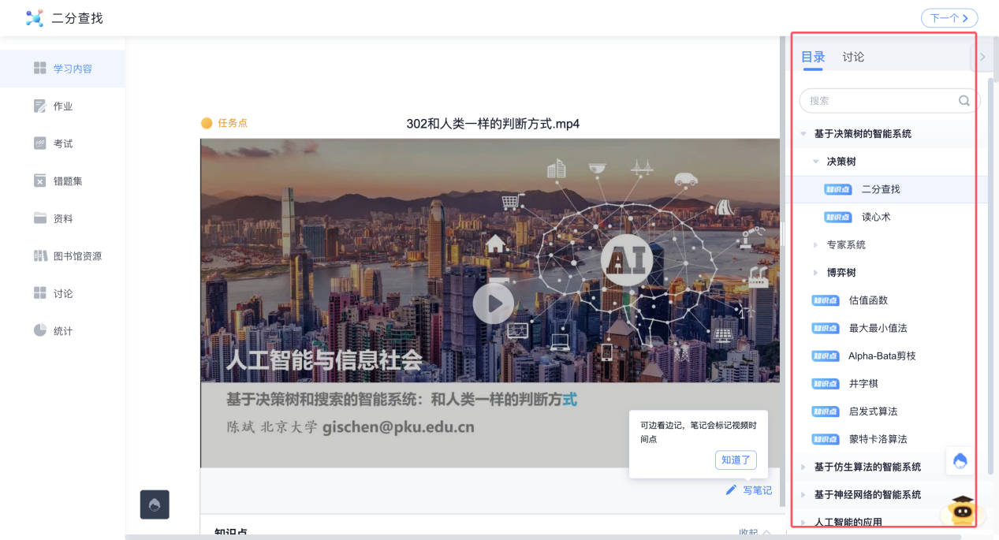 二分查找
下一个
学习内容
作业
考试
错题集
资料
图书馆资源
讨论
统计
任务点
302和人类一样的判断方式.mp4
AI
人工智能与信息社会
基于决策树和搜索的智能系统：和人类一样的判断方式
陈斌 北京大学 gischen@pku.edu.cn
可边看边记，笔记会标记视频时
间点
知道了
写笔记
知识点
收起
目录
讨论
搜索
基于决策树的智能系统
决策树
知识点 二分查找
知识点 读心术
专家系统
博弈树
知识点 估值函数
知识点 最大最小值法
知识点 Alpha-Bata剪枝
知识点 井字棋
知识点 启发式算法
知识点 蒙特卡洛算法
基于仿生算法的智能系统
基于神经网络的智能系统
人工智能的应用